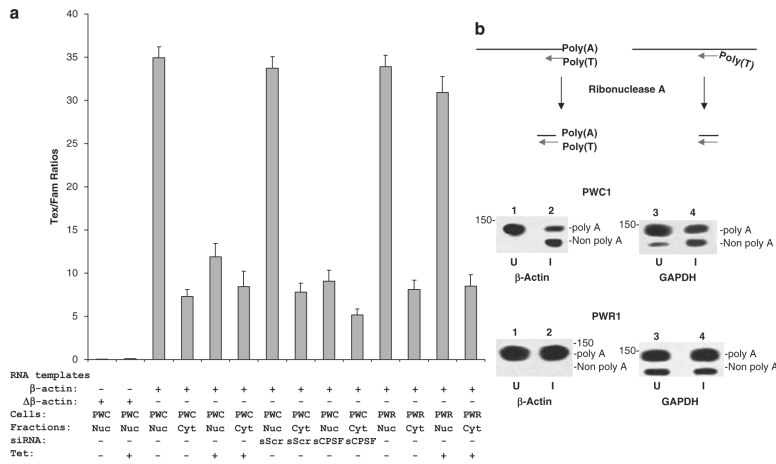 a
Tex/Fam Ratios
40
35
30
25
20
15
10
5
0
RNA templates
β-actin: – – + + + + + + + + + + + +
Δβ-actin: + + – – – – – – – – – – – –
Cells: PWC PWC PWC PWC PWC PWC PWC PWC PWC PWC PWR PWR PWR PWR
Fractions: Nuc Nuc Nuc Cyt Nuc Cyt Nuc Cyt Nuc Cyt Nuc Cyt Nuc Cyt
siRNA: – – – – – – sScr sScr sCPSF sCPSF – – – –
Tet: – + – – + + – – – – – – + +
b
Poly(A)
Poly(T)
Poly(T)
Ribonuclease A
Poly(A)
Poly(T)
PWC1
1 2
150-
-poly A
-Non poly A
U I
β-Actin
3 4
150-
-poly A
-Non poly A
U I
GAPDH
PWR1
1 2
-150
-poly A
-Non poly A
U I
β-Actin
3 4
150-
-poly A
-Non poly A
U I
GAPDH